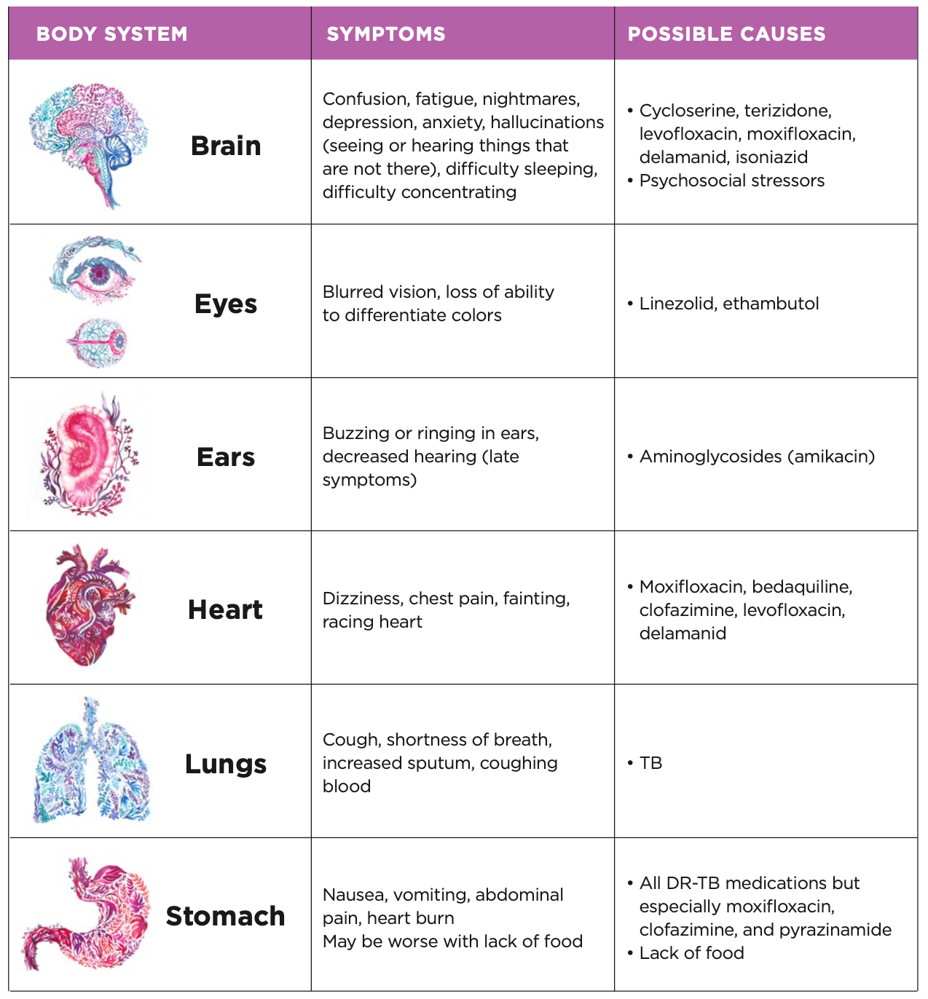 BODY SYSTEM
SYMPTOMS
POSSIBLE CAUSES
Brain
Confusion, fatigue, nightmares,
depression, anxiety, hallucinations
(seeing or hearing things that
are not there), difficulty sleeping,
difficulty concentrating
• Cycloserine, terizidone,
levofloxacin, moxifloxacin,
delamanid, isoniazid
• Psychosocial stressors
Eyes
Blurred vision, loss of ability
to differentiate colors
• Linezolid, ethambutol
Ears
Buzzing or ringing in ears,
decreased hearing (late
symptoms)
• Aminoglycosides (amikacin)
Heart
Dizziness, chest pain, fainting,
racing heart
• Moxifloxacin, bedaquiline,
clofazimine, levofloxacin,
delamanid
Lungs
Cough, shortness of breath,
increased sputum, coughing
blood
• TB
Stomach
Nausea, vomiting, abdominal
pain, heart burn
May be worse with lack of food
• All DR-TB medications but
especially moxifloxacin,
clofazimine, and pyrazinamide
• Lack of food